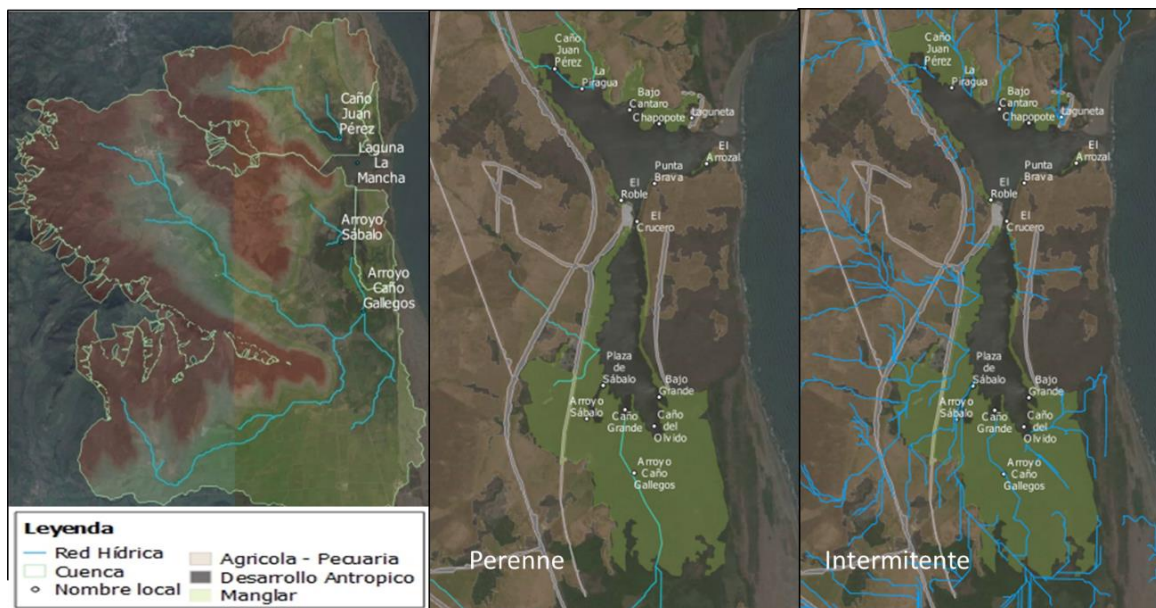 Caño
Juan
Pérez
Laguna
La
Mancha
Arroyo
Sábalo
Arroyo
Caño
Gallegos
Leyenda
Red Hídrica
Cuenca
Nombre local
Agricola - Pecuaria
Desarrollo Antropico
Manglar
Caño
Juan
Pérez
La
Piragua
Bajo
Cantaro
Chapopote
Laguneta
El
Arrozal
Punta
Brava
El
Roble
El
Crucero
Plaza
de
Sábalo
Bajo
Grande
Arroyo
Sábalo
Caño
Grande
Caño
del
Olvido
Arroyo
Caño
Gallegos
Perenne
Caño
Juan
Pérez
La
Piragua
Bajo
Cantaro
Chapopote
Laguneta
El
Arrozal
Punta
Brava
El
Roble
El
Crucero
Plaza
de
Sábalo
Bajo
Grande
Arroyo
Sábalo
Caño
Grande
Caño
del
Olvido
Arroyo
Caño
Gallegos
Intermitente